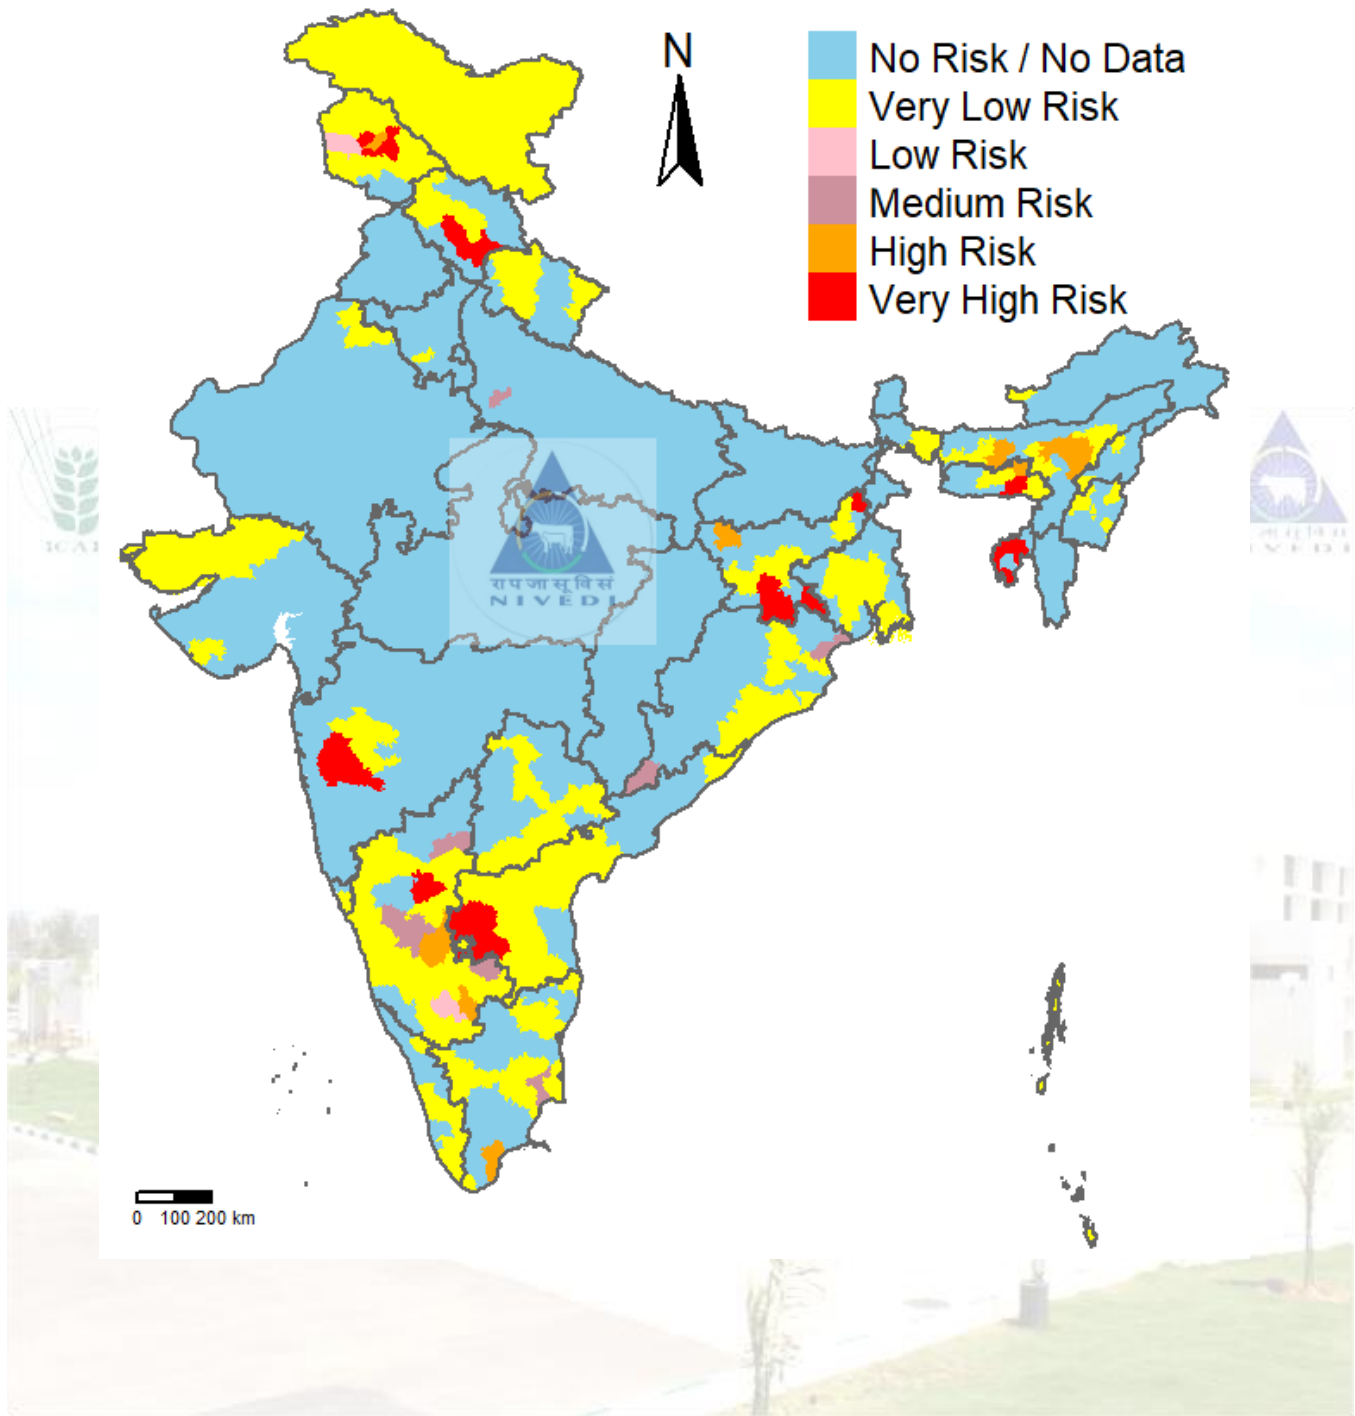 N
No Risk / No Data
Very Low Risk
Low Risk
Medium Risk
High Risk
Very High Risk
रापजासूविसं
NIVEDI
0 100 200 km